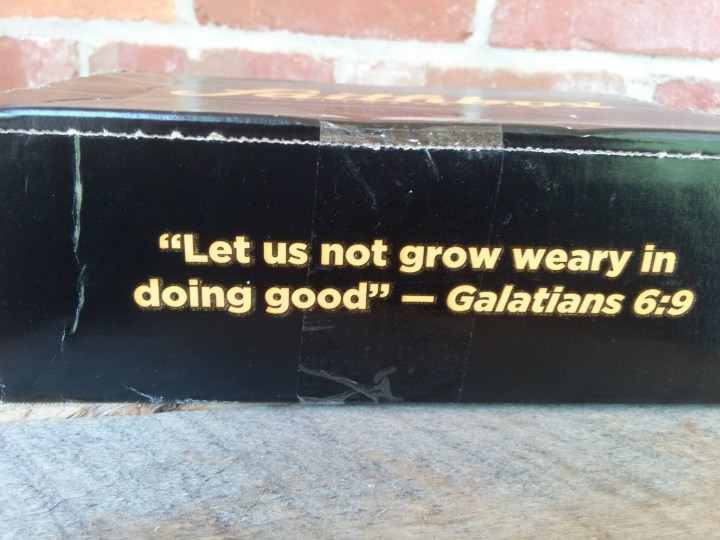 “Let us not grow weary in
doing good” — Galatians 6:9